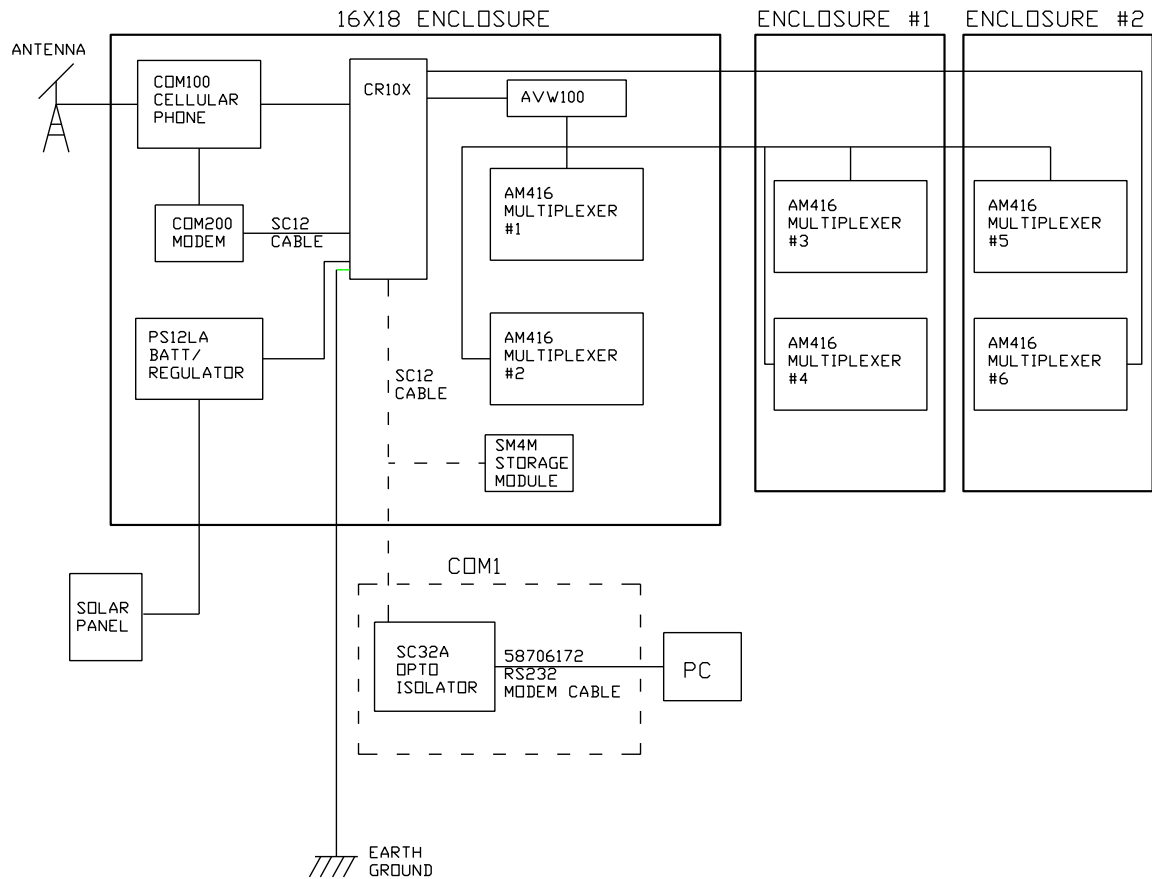 16X18 ENCLOSURE
ENCLOSURE #1
ENCLOSURE #2
ANTENNA
COM100
CELLULAR
PHONE
CR10X
AVW100
AM416
MULTIPLEXER
#1
AM416
MULTIPLEXER
#3
AM416
MULTIPLEXER
#5
COM200
MODEM
SC12
CABLE
PS12LA
BATT/
REGULATOR
AM416
MULTIPLEXER
#2
AM416
MULTIPLEXER
#4
AM416
MULTIPLEXER
#6
SC12
CABLE
SM4M
STORAGE
MODULE
COM1
SOLAR
PANEL
SC32A
OPTO
ISOLATOR
58706172
RS232
MODEM CABLE
PC
EARTH
GROUND